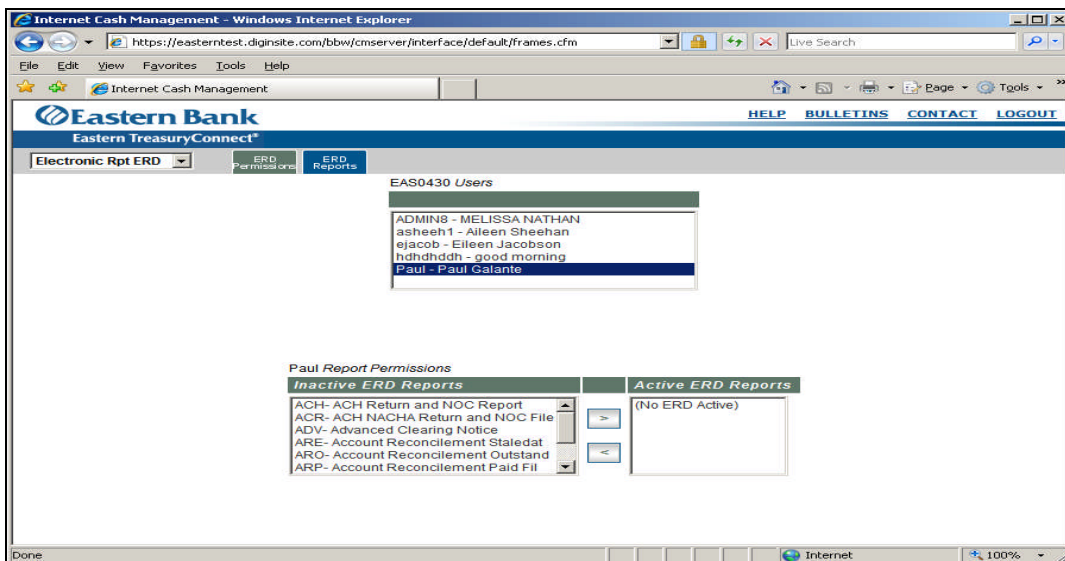 Internet Cash Management - Windows Internet Explorer
https://easterntest.diginsite.com/bbw/cmserver/interface/default/frames.cfm
Live Search
File Edit View Favorites Tools Help
Internet Cash Management
Page Tools
Eastern Bank
HELP BULLETINS CONTACT LOGOUT
Eastern TreasuryConnect®
Electronic Rpt ERD
ERD Permissions
ERD Reports
EAS0430 Users
ADMIN8 - MELISSA NATHAN
asheeh1 - Aileen Sheehan
ejacob - Eileen Jacobson
hdhdhddh - good morning
Paul - Paul Galante
Paul Report Permissions
Inactive ERD Reports
Active ERD Reports
ACH- ACH Return and NOC Report
ACR- ACH NACHA Return and NOC File
ADV- Advanced Clearing Notice
ARE- Account Reconcilement Staledat
ARO- Account Reconcilement Outstand
ARP- Account Reconcilement Paid Fil
>
<
(No ERD Active)
Done
Internet
100%